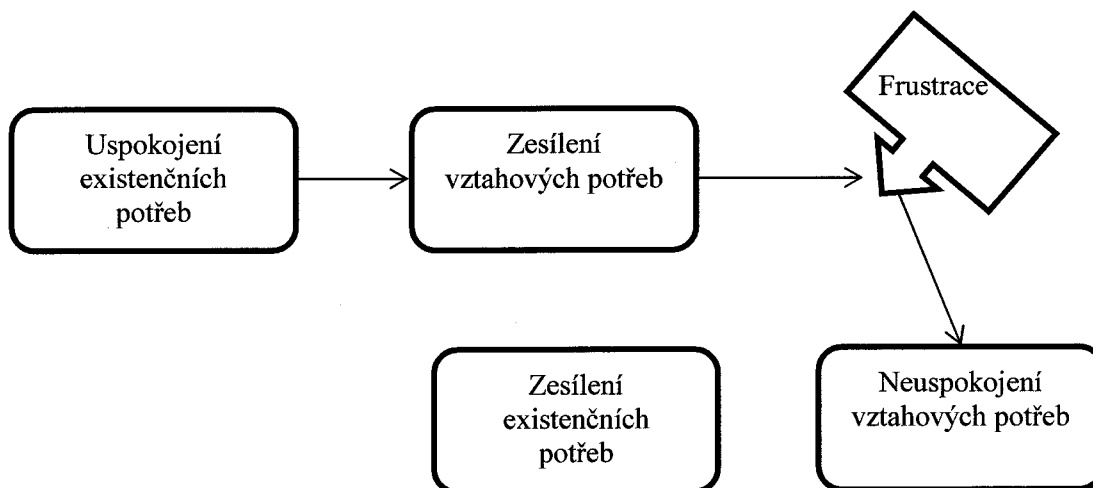 Uspokojení
existenčních
potřeb
Zesílení
vztahových potřeb
Frustrace
Zesílení
existenčních
potřeb
Neuspokojení
vztahových potřeb